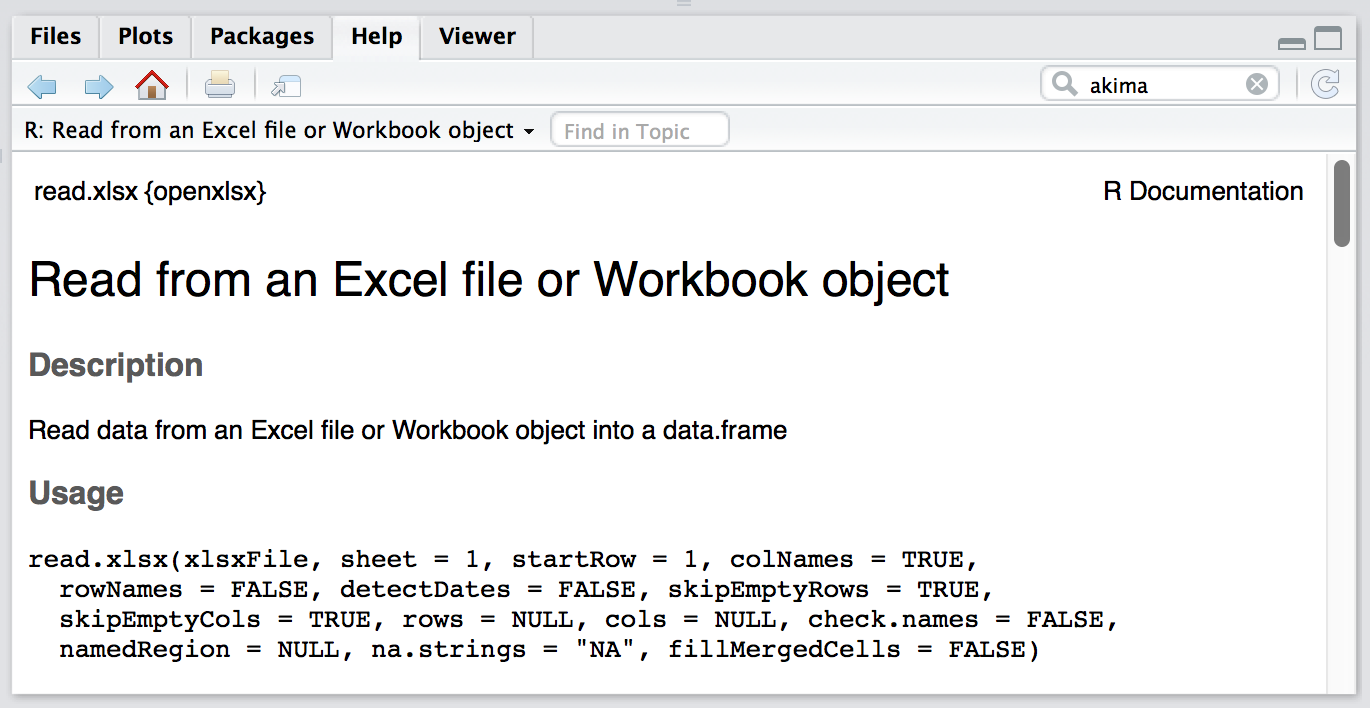 Files Plots Packages Help Viewer
akima
R: Read from an Excel file or Workbook object Find in Topic
read.xlsx {openxlsx} R Documentation
Read from an Excel file or Workbook object
Description
Read data from an Excel file or Workbook object into a data.frame
Usage
read.xlsx(xlsxFile, sheet = 1, startRow = 1, colNames = TRUE,
  rowNames = FALSE, detectDates = FALSE, skipEmptyRows = TRUE,
  skipEmptyCols = TRUE, rows = NULL, cols = NULL, check.names = FALSE,
  namedRegion = NULL, na.strings = "NA", fillMergedCells = FALSE)